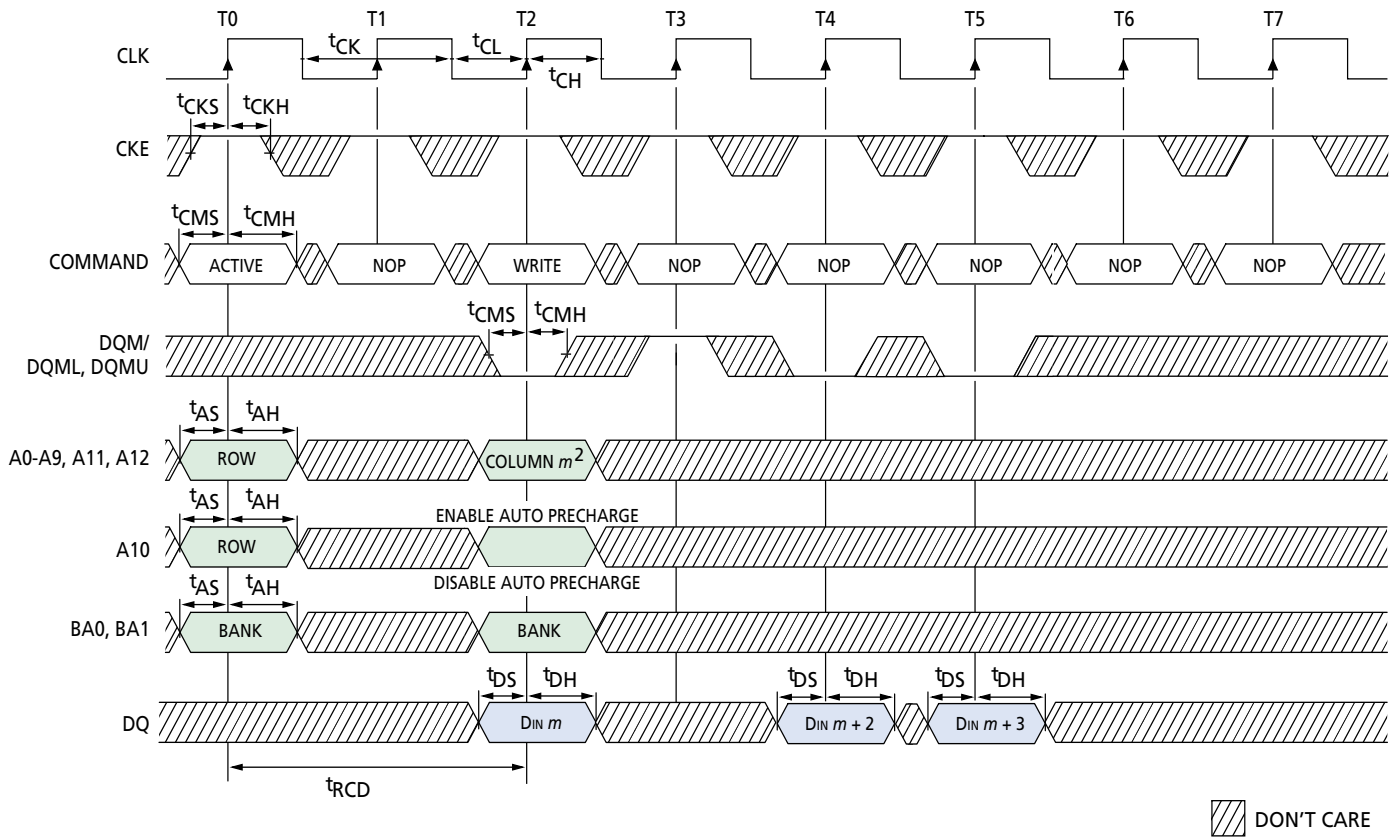 T0 T1 T2 T3 T4 T5 T6 T7
CLK
tCK tCL
tCH
tCKS tCKH
CKE
tCMS tCMH
COMMAND ACTIVE NOP WRITE NOP NOP NOP NOP NOP
tCMS tCMH
DQM/
DQML, DQMU
tAS tAH
A0-A9, A11, A12 ROW COLUMN m2
tAS tAH
ENABLE AUTO PRECHARGE
A10 ROW
DISABLE AUTO PRECHARGE
tAS tAH
BA0, BA1 BANK BANK
tDS tDH tDS tDH tDS tDH
DQ DIN m DIN m + 2 DIN m + 3
tRCD
DON'T CARE